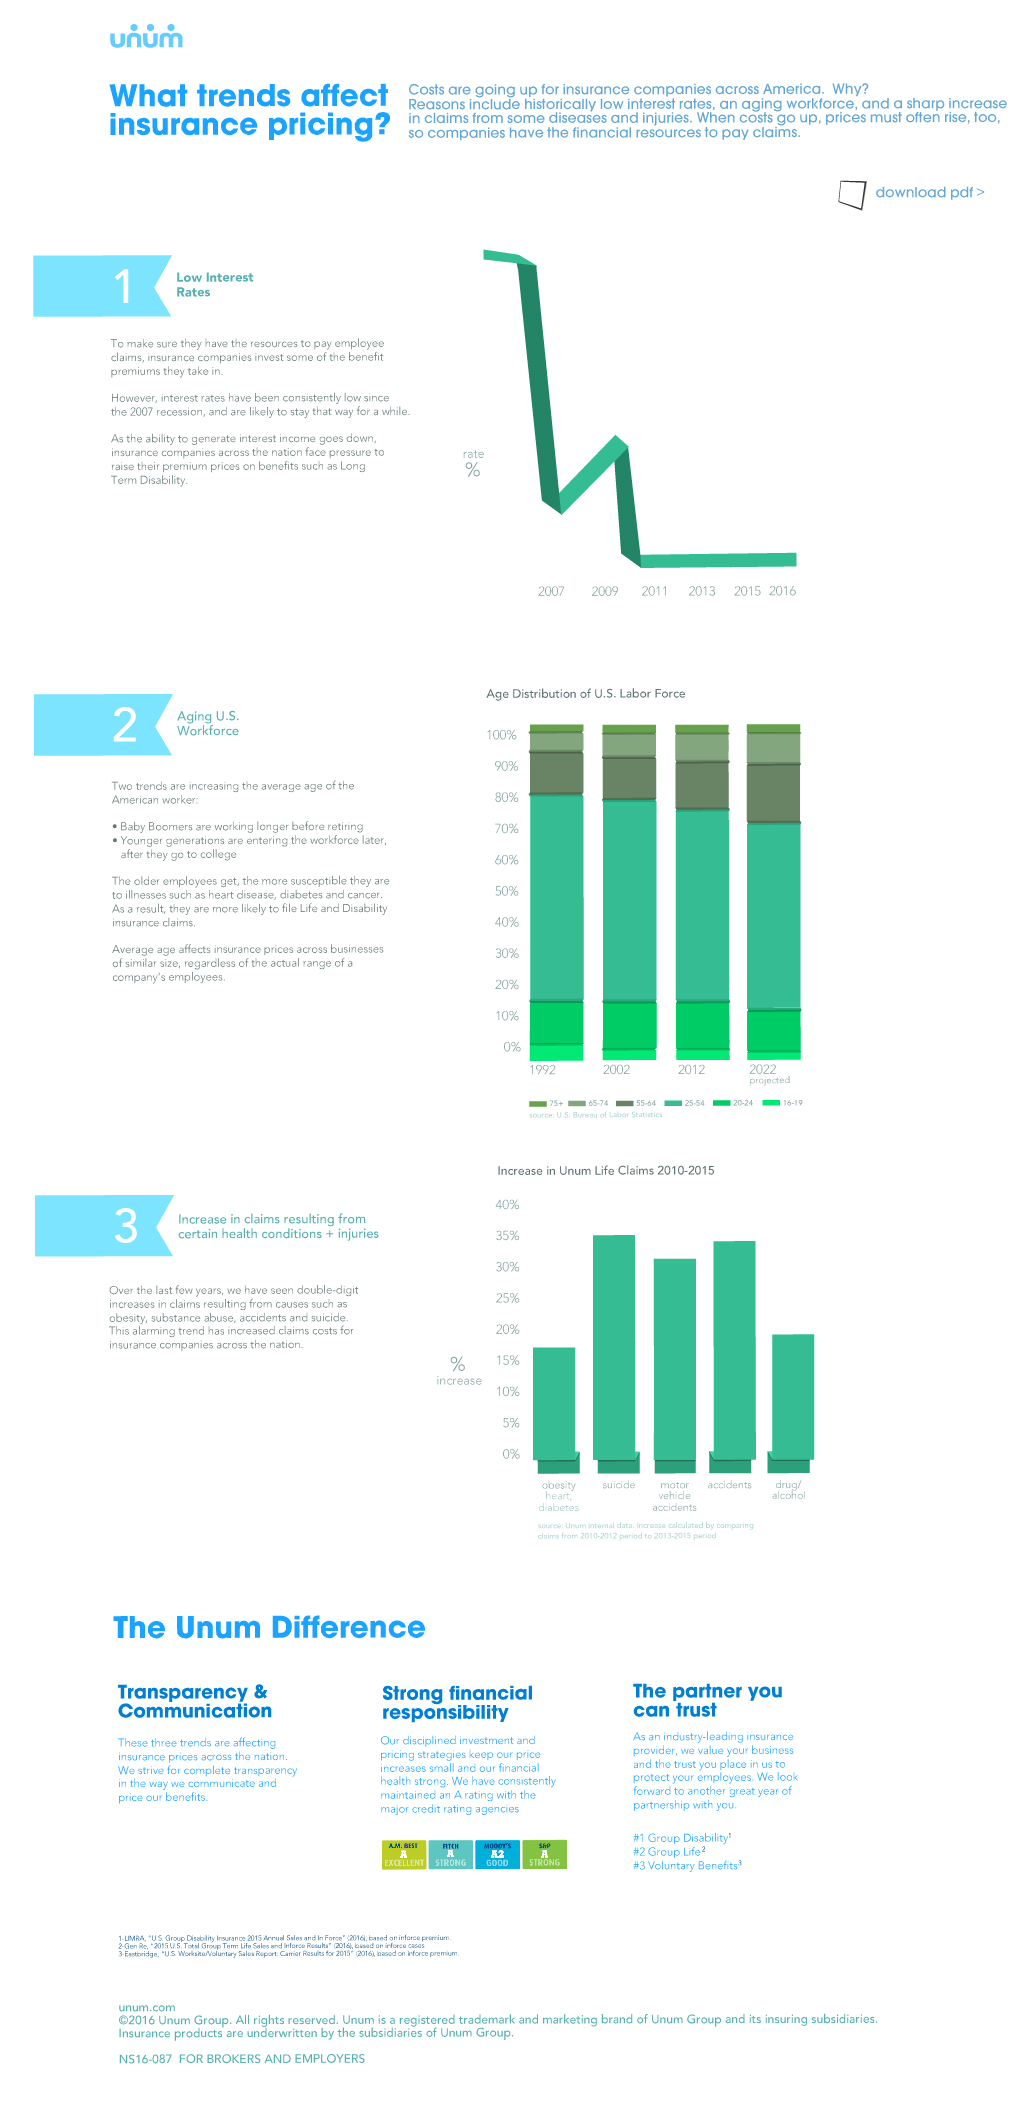 unum
What trends affect
insurance pricing?
Costs are going up for insurance companies across America.  Why?
Reasons include historically low interest rates, an aging workforce, and a sharp increase
in claims from some diseases and injuries. When costs go up, prices must often rise, too,
so companies have the financial resources to pay claims.
download pdf >
1
Low Interest
Rates
To make sure they have the resources to pay employee
claims, insurance companies invest some of the benefit
premiums they take in.
However, interest rates have been consistently low since
the 2007 recession, and are likely to stay that way for a while.
As the ability to generate interest income goes down,
insurance companies across the nation face pressure to
raise their premium prices on benefits such as Long
Term Disability.
rate
%
2007 2009 2011 2013 2015 2016
2
Aging U.S.
Workforce
Two trends are increasing the average age of the
American worker:
• Baby Boomers are working longer before retiring
• Younger generations are entering the workforce later,
after they go to college
The older employees get, the more susceptible they are
to illnesses such as heart disease, diabetes and cancer.
As a result, they are more likely to file Life and Disability
insurance claims.
Average age affects insurance prices across businesses
of similar size, regardless of the actual range of a
company's employees.
Age Distribution of U.S. Labor Force
100%
90%
80%
70%
60%
50%
40%
30%
20%
10%
0%
1992 2002 2012 2022
projected
75+ 65-74 55-64 25-54 20-24 16-19
source: U.S. Bureau of Labor Statistics
3
Increase in claims resulting from
certain health conditions + injuries
Over the last few years, we have seen double-digit
increases in claims resulting from causes such as
obesity, substance abuse, accidents and suicide.
This alarming trend has increased claims costs for
insurance companies across the nation.
Increase in Unum Life Claims 2010-2015
40%
35%
30%
25%
20%
15%
10%
5%
0%
%
increase
obesity
heart,
diabetes
suicide
motor
vehicle
accidents
accidents
drug/
alcohol
source: Unum internal data. Increase calculated by comparing
claims from 2010-2012 period to 2013-2015 period
The Unum Difference
Transparency &
Communication
These three trends are affecting
insurance prices across the nation.
We strive for complete transparency
in the way we communicate and
price our benefits.
Strong financial
responsibility
Our disciplined investment and
pricing strategies keep our price
increases small and our financial
health strong. We have consistently
maintained an A rating with the
major credit rating agencies
A.M. BEST
A
EXCELLENT
FITCH
A
STRONG
MOODY'S
A2
GOOD
S&P
A
STRONG
The partner you
can trust
As an industry-leading insurance
provider, we value your business
and the trust you place in us to
protect your employees. We look
forward to another great year of
partnership with you.
#1 Group Disability¹
#2 Group Life²
#3 Voluntary Benefits³
1-LIMRA, "U.S. Group Disability Insurance 2015 Annual Sales and In Force" (2016), based on inforce premium.
2-Gen Re, "2015 U.S. Total Group Term Life Sales and Inforce Results" (2016), based on inforce cases
3-Eastbridge, "U.S. Worksite/Voluntary Sales Report: Carrier Results for 2015" (2016), based on inforce premium.
unum.com
©2016 Unum Group. All rights reserved. Unum is a registered trademark and marketing brand of Unum Group and its insuring subsidiaries.
Insurance products are underwritten by the subsidiaries of Unum Group.
NS16-087  FOR BROKERS AND EMPLOYERS